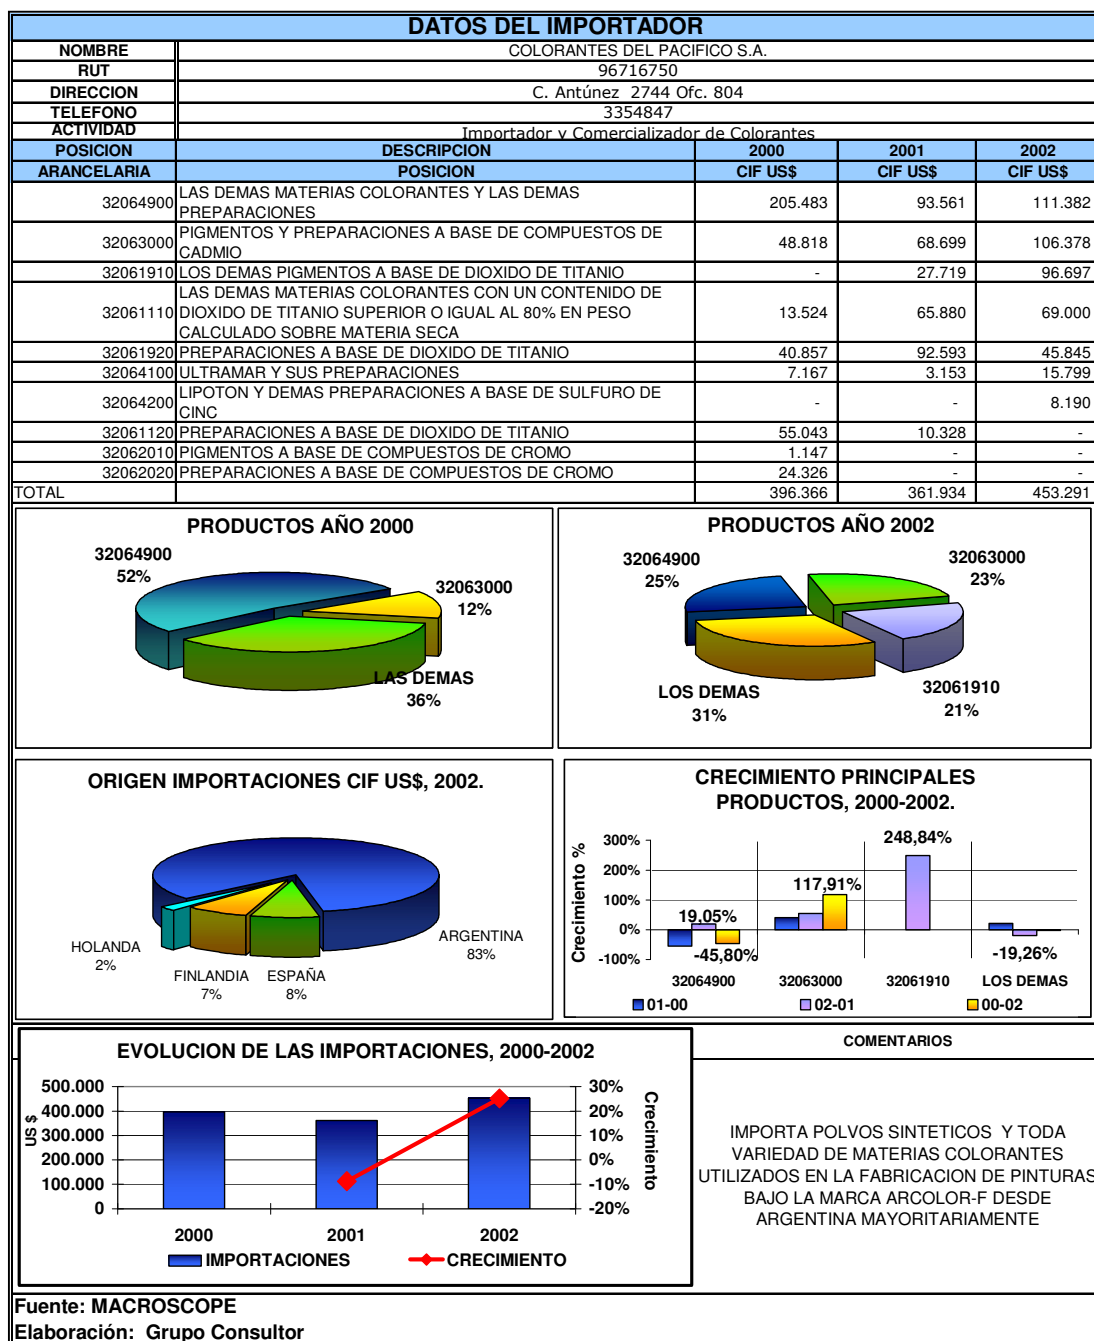 DATOS DEL IMPORTADOR
NOMBRE COLORANTES DEL PACIFICO S.A.
RUT 96716750
DIRECCION C. Antúnez 2744 Ofc. 804
TELEFONO 3354847
ACTIVIDAD Importador y Comercializador de Colorantes
POSICION DESCRIPCION 2000 2001 2002
ARANCELARIA POSICION CIF US$ CIF US$ CIF US$
32064900 LAS DEMAS MATERIAS COLORANTES Y LAS DEMAS
PREPARACIONES 205.483 93.561 111.382
32063000 PIGMENTOS Y PREPARACIONES A BASE DE COMPUESTOS DE
CADMIO 48.818 68.699 106.378
32061910 LOS DEMAS PIGMENTOS A BASE DE DIOXIDO DE TITANIO - 27.719 96.697
LAS DEMAS MATERIAS COLORANTES CON UN CONTENIDO DE
32061110 DIOXIDO DE TITANIO SUPERIOR O IGUAL AL 80% EN PESO 13.524 65.880 69.000
CALCULADO SOBRE MATERIA SECA
32061920 PREPARACIONES A BASE DE DIOXIDO DE TITANIO 40.857 92.593 45.845
32064100 ULTRAMAR Y SUS PREPARACIONES 7.167 3.153 15.799
32064200 LIPOTON Y DEMAS PREPARACIONES A BASE DE SULFURO DE
CINC - - 8.190
32061120 PREPARACIONES A BASE DE DIOXIDO DE TITANIO 55.043 10.328 -
32062010 PIGMENTOS A BASE DE COMPUESTOS DE CROMO 1.147 - -
32062020 PREPARACIONES A BASE DE COMPUESTOS DE CROMO 24.326 - -
TOTAL 396.366 361.934 453.291
PRODUCTOS AÑO 2000
32064900
52%
32063000
12%
LAS DEMAS
36%
PRODUCTOS AÑO 2002
32064900
25%
32063000
23%
LOS DEMAS
31%
32061910
21%
ORIGEN IMPORTACIONES CIF US$, 2002.
HOLANDA
2%
FINLANDIA
7%
ESPAÑA
8%
ARGENTINA
83%
CRECIMIENTO PRINCIPALES
PRODUCTOS, 2000-2002.
Crecimiento %
300%
200%
100%
0%
-100%
19,05%
-45,80%
117,91%
248,84%
-19,26%
32064900 32063000 32061910 LOS DEMAS
01-00 02-01 00-02
EVOLUCION DE LAS IMPORTACIONES, 2000-2002
US $
500.000
400.000
300.000
200.000
100.000
0
30%
20%
10%
0%
-10%
-20%
Crecimiento
2000 2001 2002
IMPORTACIONES CRECIMIENTO
COMENTARIOS
IMPORTA POLVOS SINTETICOS Y TODA
VARIEDAD DE MATERIAS COLORANTES
UTILIZADOS EN LA FABRICACION DE PINTURAS
BAJO LA MARCA ARCOLOR-F DESDE
ARGENTINA MAYORITARIAMENTE
Fuente: MACROSCOPE
Elaboración: Grupo Consultor